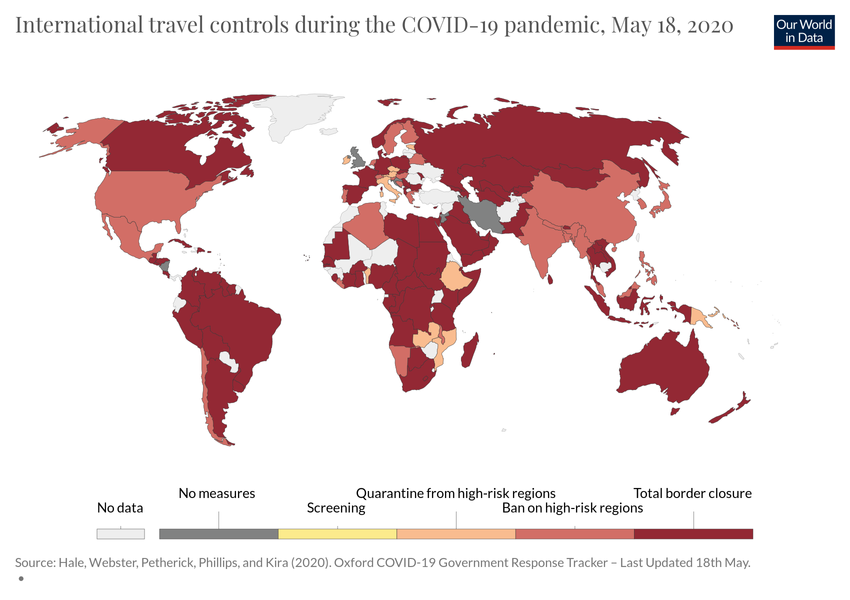 International travel controls during the COVID-19 pandemic, May 18, 2020
Our World
in Data
No data
No measures
Screening
Quarantine from high-risk regions
Ban on high-risk regions
Total border closure
Source: Hale, Webster, Petherick, Phillips, and Kira (2020). Oxford COVID-19 Government Response Tracker – Last Updated 18th May.